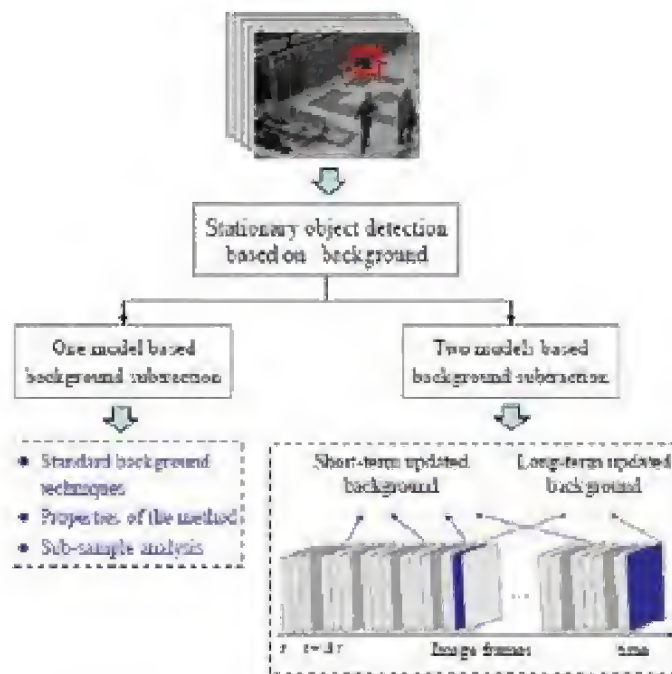 Stationary object detection
based on background
One model based
background subtraction
Two models based
background subtraction
• Standard background
techniques
• Properties of the method
• Sub-sample analysis
Short-term updated
background
Long-term updated
background
...
Image frames
time